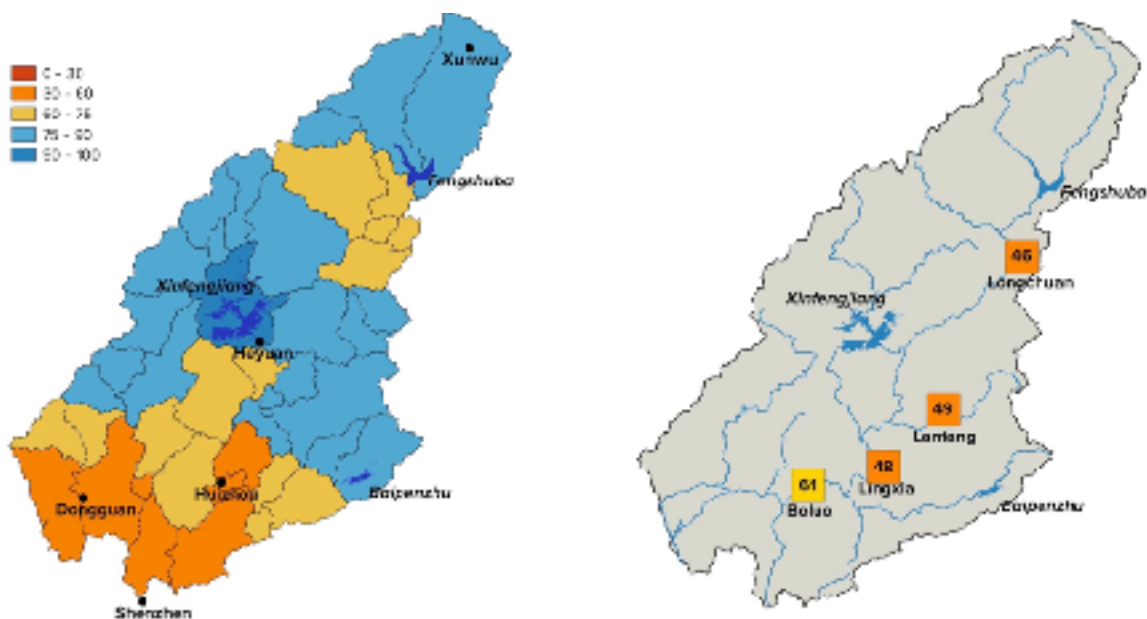 Xunwu
0 - 30
30 - 60
60 - 75
75 - 90
90 - 100
Fengshuba
Xinfengjiang
Heyuan
Baipenzhu
Huizhou
Dongguan
Shenzhen
Fengshuba
46
Longchuan
Xinfengjiang
49
Lantang
48
Lingxia
61
Boluo
Baipenzhu